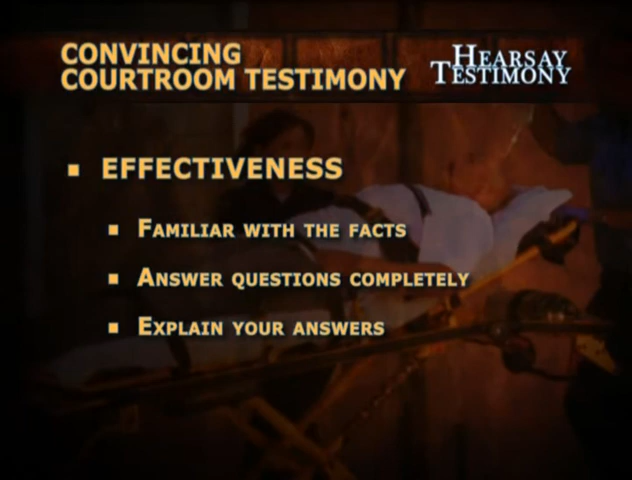 CONVINCING
COURTROOM TESTIMONY
HEARSAY
TESTIMONY
EFFECTIVENESS
FAMILIAR WITH THE FACTS
ANSWER QUESTIONS COMPLETELY
EXPLAIN YOUR ANSWERS